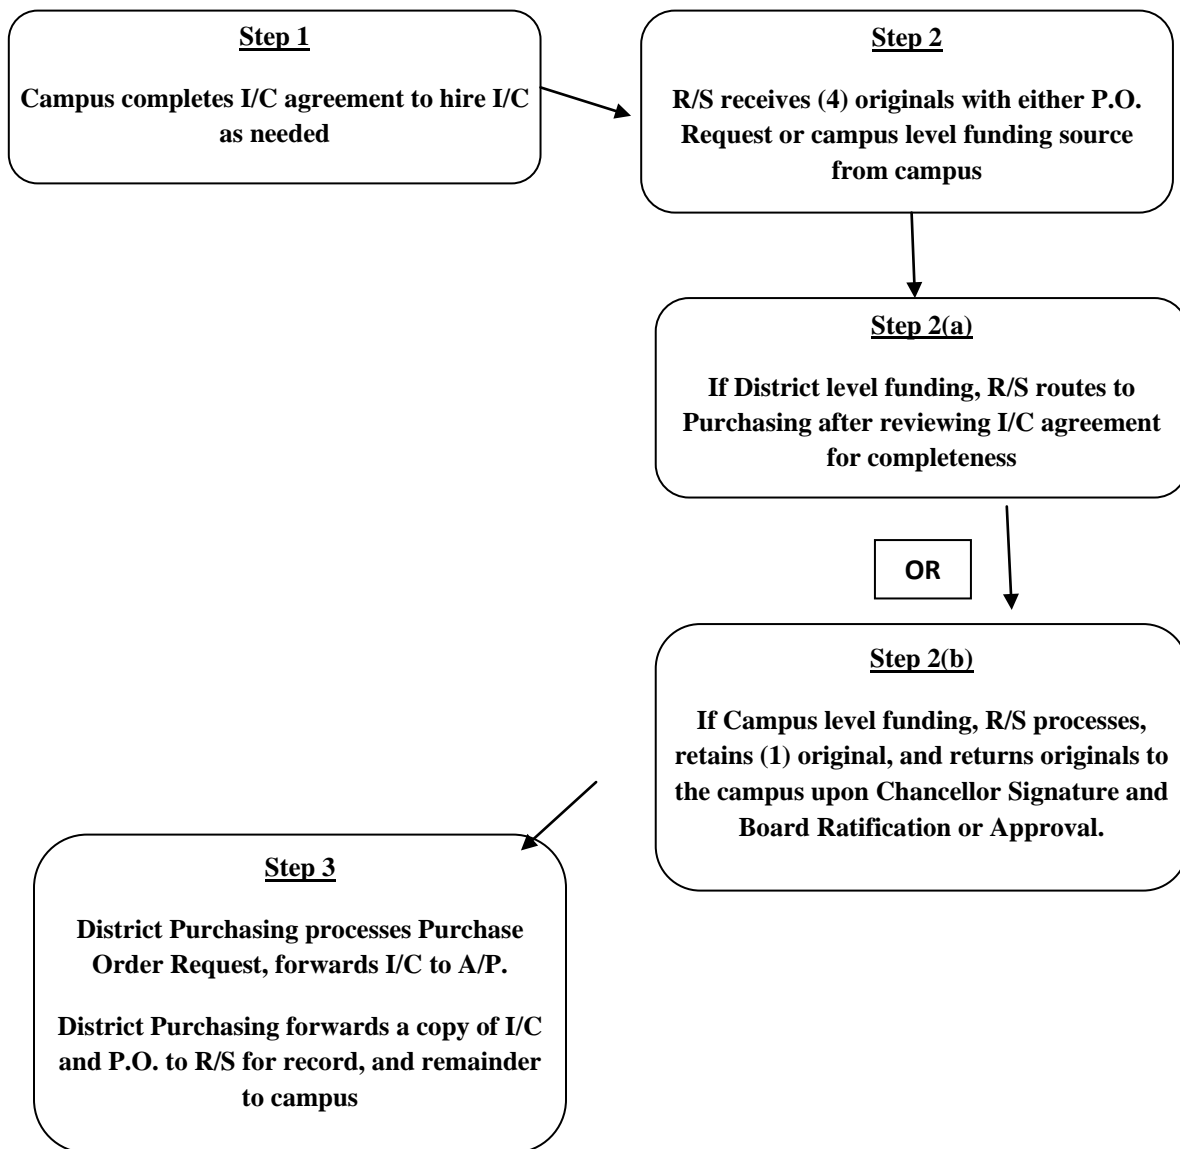 Step 1
Campus completes I/C agreement to hire I/C
as needed
Step 2
R/S receives (4) originals with either P.O.
Request or campus level funding source
from campus
Step 2(a)
If District level funding, R/S routes to
Purchasing after reviewing I/C agreement
for completeness
OR
Step 2(b)
If Campus level funding, R/S processes,
retains (1) original, and returns originals to
the campus upon Chancellor Signature and
Board Ratification or Approval.
Step 3
District Purchasing processes Purchase
Order Request, forwards I/C to A/P.
District Purchasing forwards a copy of I/C
and P.O. to R/S for record, and remainder
to campus